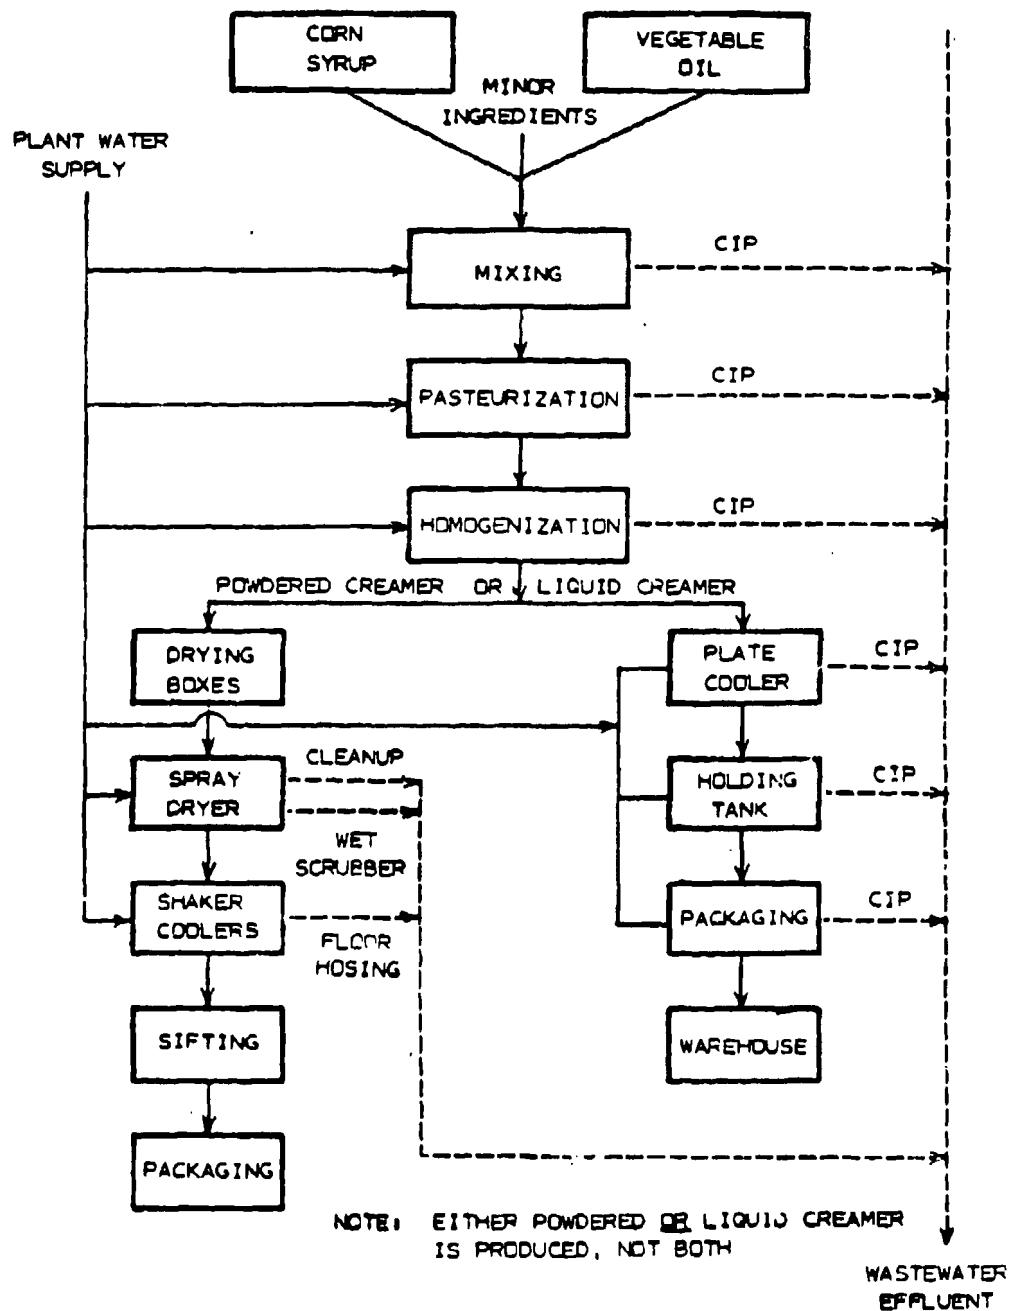 CORN
SYRUP
VEGETABLE
OIL
MINOR
INGREDIENTS
PLANT WATER
SUPPLY
CIP
MIXING
CIP
PASTEURIZATION
CIP
HOMOGENIZATION
POWDERED CREAMER OR LIQUID CREAMER
DRYING
BOXES
PLATE
COOLER
CIP
CLEANUP
SPRAY
DRYER
HOLDING
TANK
CIP
WET
SCRUBBER
SHAKER
COOLERS
PACKAGING
CIP
FLOOR
HOSING
SIFTING
WAREHOUSE
PACKAGING
NOTE: EITHER POWDERED OR LIQUID CREAMER
IS PRODUCED, NOT BOTH
WASTEWATER
EFFLUENT